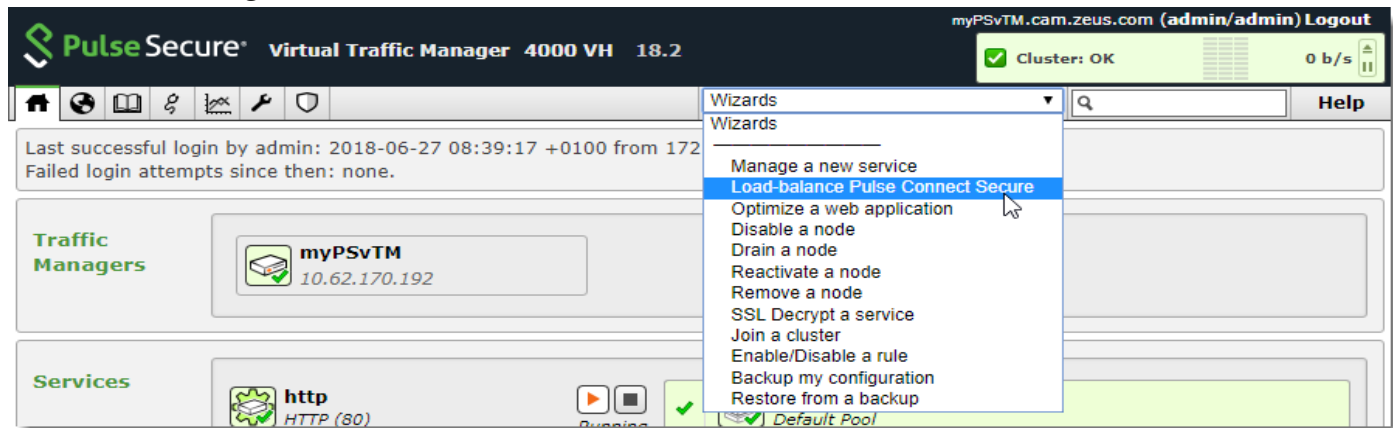 myPSvTM.cam.zeus.com (admin/admin) Logout
Pulse Secure® Virtual Traffic Manager 4000 VH 18.2
Cluster: OK 0 b/s
Wizards Help
Last successful login by admin: 2018-06-27 08:39:17 +0100 from 172
Failed login attempts since then: none.
Wizards
Manage a new service
Load-balance Pulse Connect Secure
Optimize a web application
Disable a node
Drain a node
Reactivate a node
Remove a node
SSL Decrypt a service
Join a cluster
Enable/Disable a rule
Backup my configuration
Restore from a backup
Traffic
Managers
myPSvTM
10.62.170.192
Services
http
HTTP (80)
Running
Default Pool